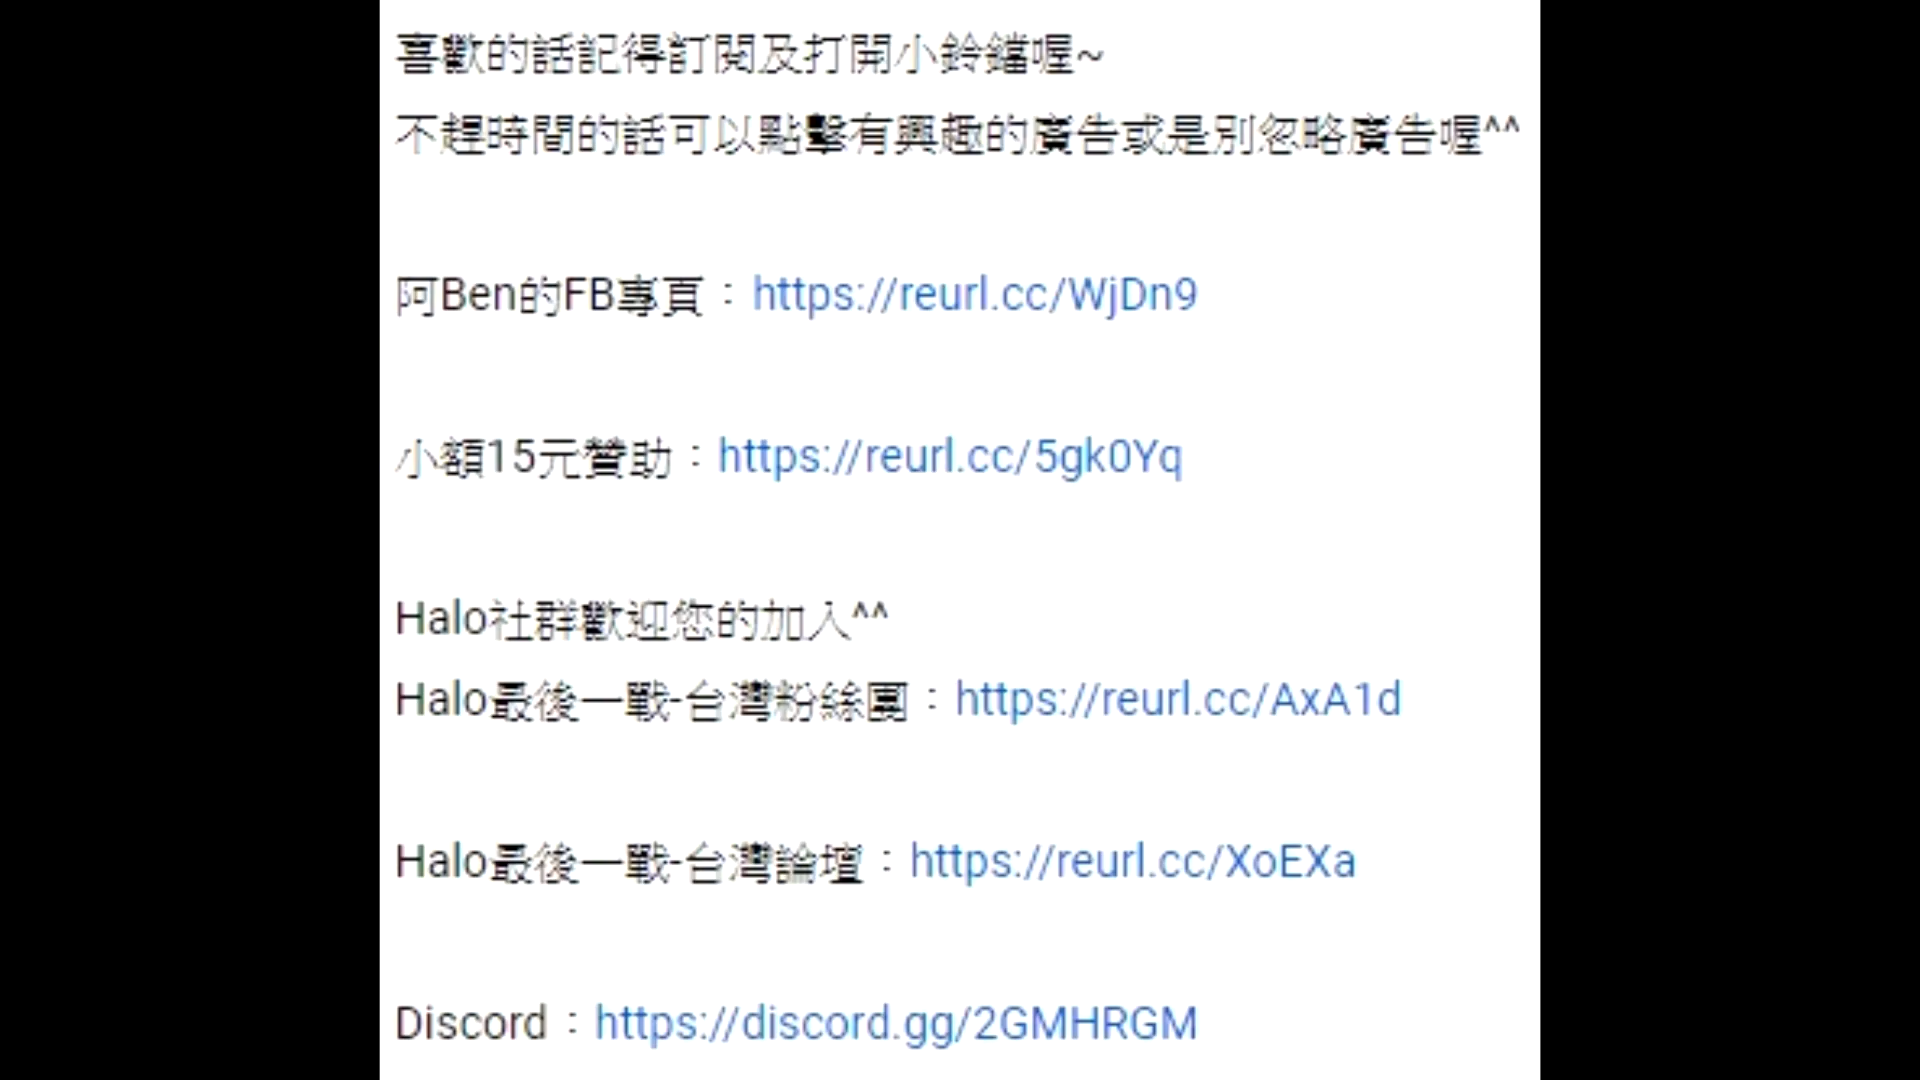 喜歡的話記得訂閱及打開小鈴鐺喔~
不趕時間的話可以點擊有興趣的廣告或是別忽略廣告喔^^
阿Ben的FB專頁：https://reurl.cc/WjDn9
小額15元贊助：https://reurl.cc/5gk0Yq
Halo社群歡迎您的加入^^
Halo最後一戰-台灣粉絲團：https://reurl.cc/AxA1d
Halo最後一戰-台灣論壇：https://reurl.cc/XoEXa
Discord：https://discord.gg/2GMHRGM